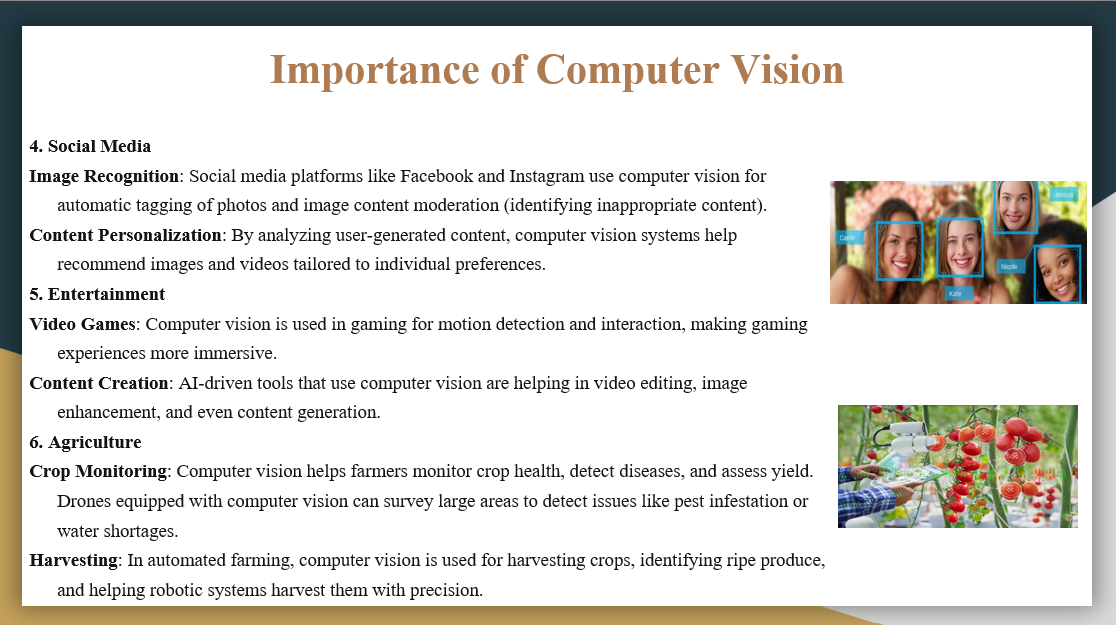 Importance of Computer Vision
4. Social Media
Image Recognition: Social media platforms like Facebook and Instagram use computer vision for
automatic tagging of photos and image content moderation (identifying inappropriate content).
Content Personalization: By analyzing user-generated content, computer vision systems help
recommend images and videos tailored to individual preferences.
5. Entertainment
Video Games: Computer vision is used in gaming for motion detection and interaction, making gaming
experiences more immersive.
Content Creation: AI-driven tools that use computer vision are helping in video editing, image
enhancement, and even content generation.
6. Agriculture
Crop Monitoring: Computer vision helps farmers monitor crop health, detect diseases, and assess yield.
Drones equipped with computer vision can survey large areas to detect issues like pest infestation or
water shortages.
Harvesting: In automated farming, computer vision is used for harvesting crops, identifying ripe produce,
and helping robotic systems harvest them with precision.
Jessica
Carrie
Nicole
Kate